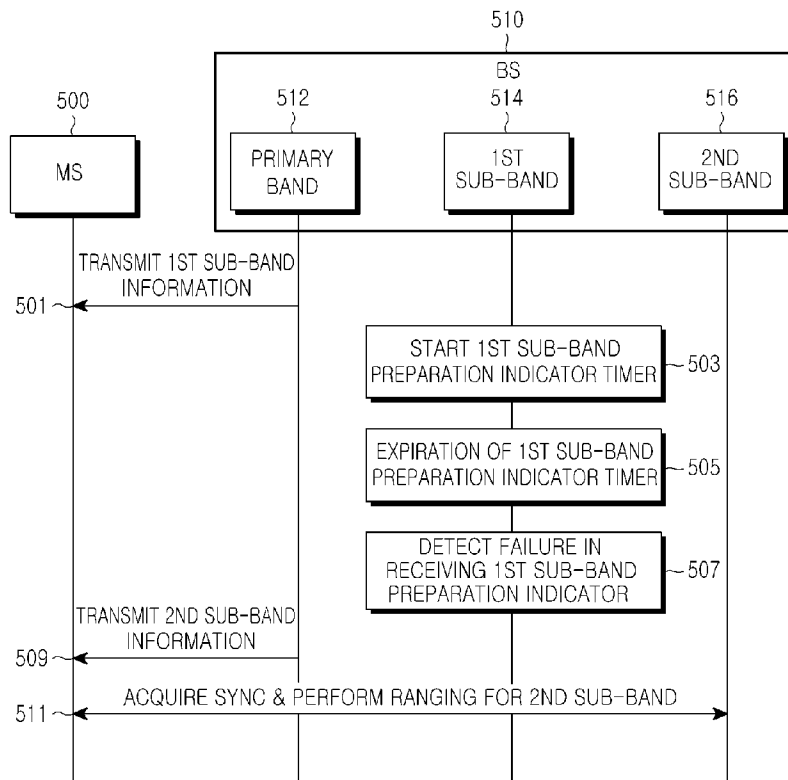 510
BS
500
512
514
516
MS
PRIMARY
BAND
1ST
SUB-BAND
2ND
SUB-BAND
TRANSMIT 1ST SUB-BAND
INFORMATION
501
START 1ST SUB-BAND
PREPARATION INDICATOR TIMER
503
EXPIRATION OF 1ST SUB-BAND
PREPARATION INDICATOR TIMER
505
DETECT FAILURE IN
RECEIVING 1ST SUB-BAND
PREPARATION INDICATOR
507
TRANSMIT 2ND SUB-BAND
INFORMATION
509
ACQUIRE SYNC & PERFORM RANGING FOR 2ND SUB-BAND
511